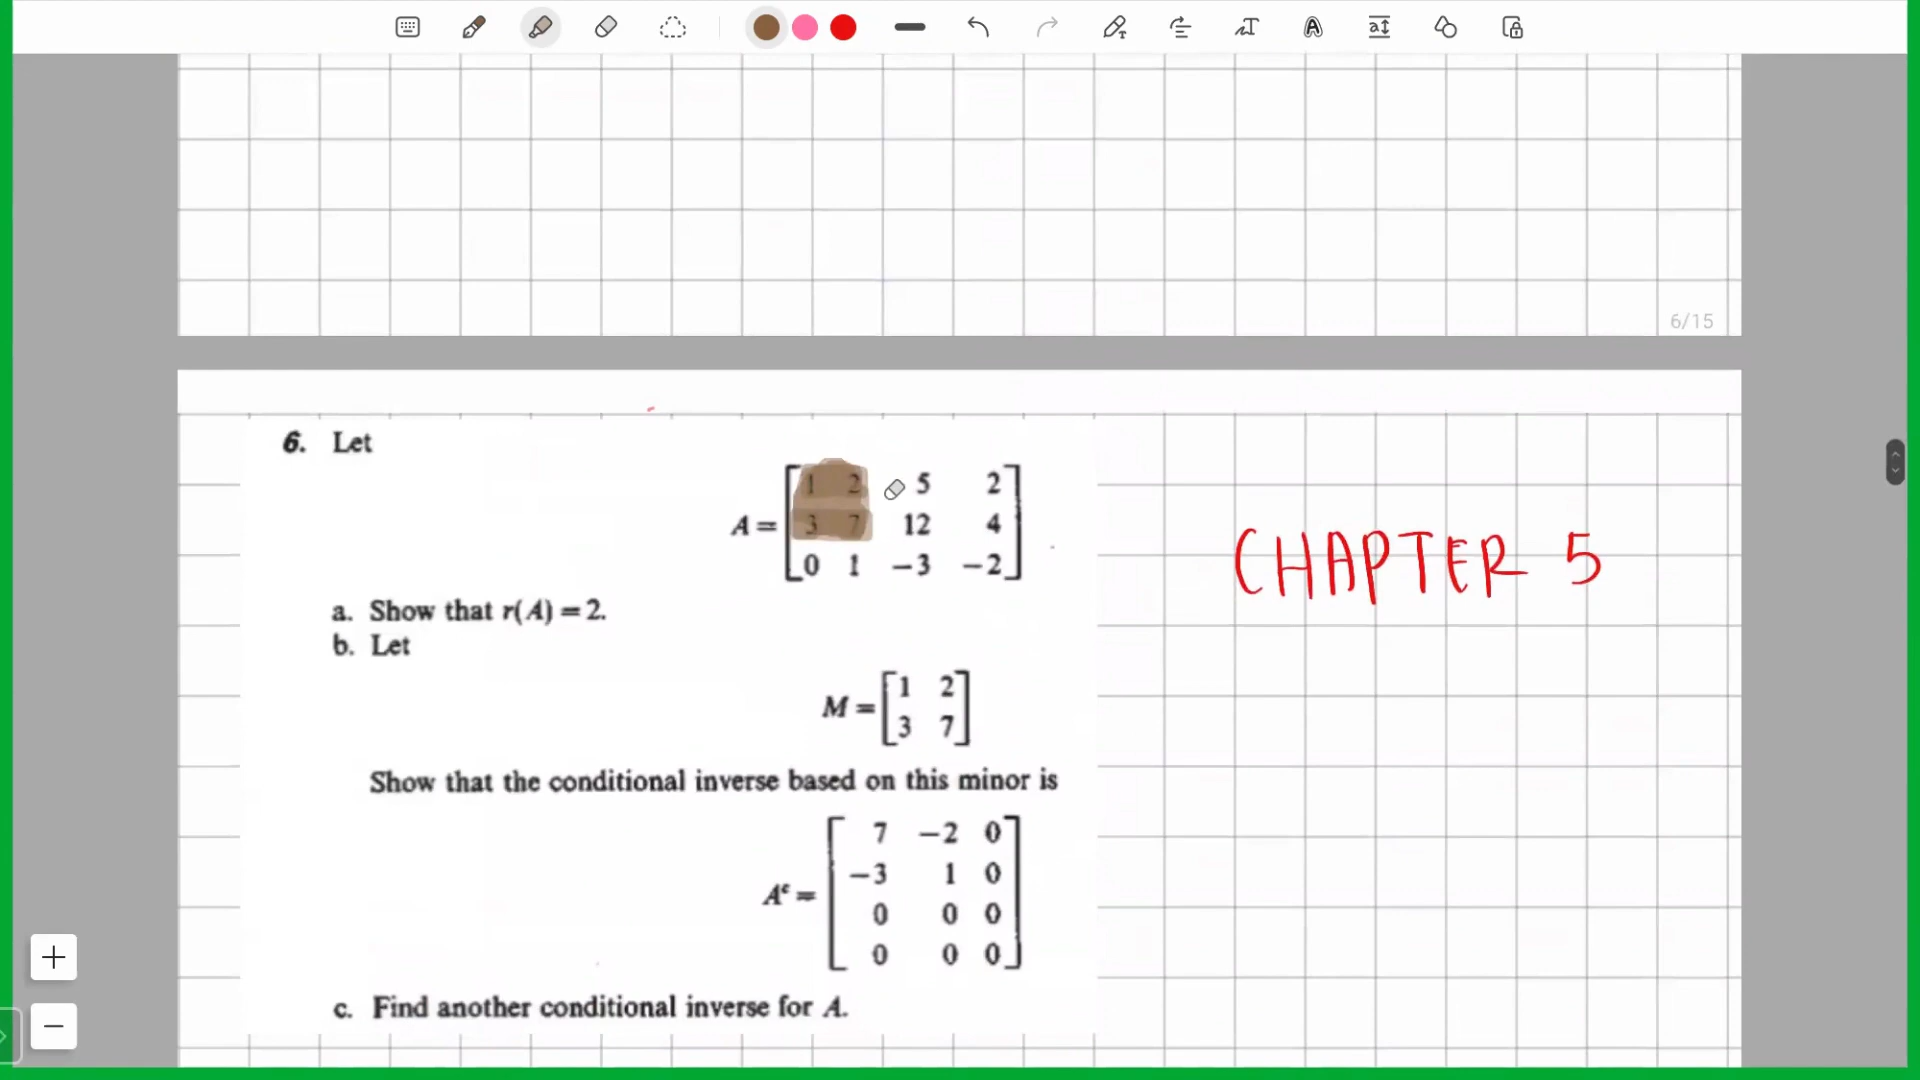 6/15
6. Let
A = [1 2 5 2
3 7 12 4
0 1 −3 −2]
CHAPTER 5
a. Show that r(A) = 2.
b. Let
M = [1 2
3 7]
Show that the conditional inverse based on this minor is
Aᶜ = [7 −2 0
−3 1 0
0 0 0
0 0 0]
c. Find another conditional inverse for A.